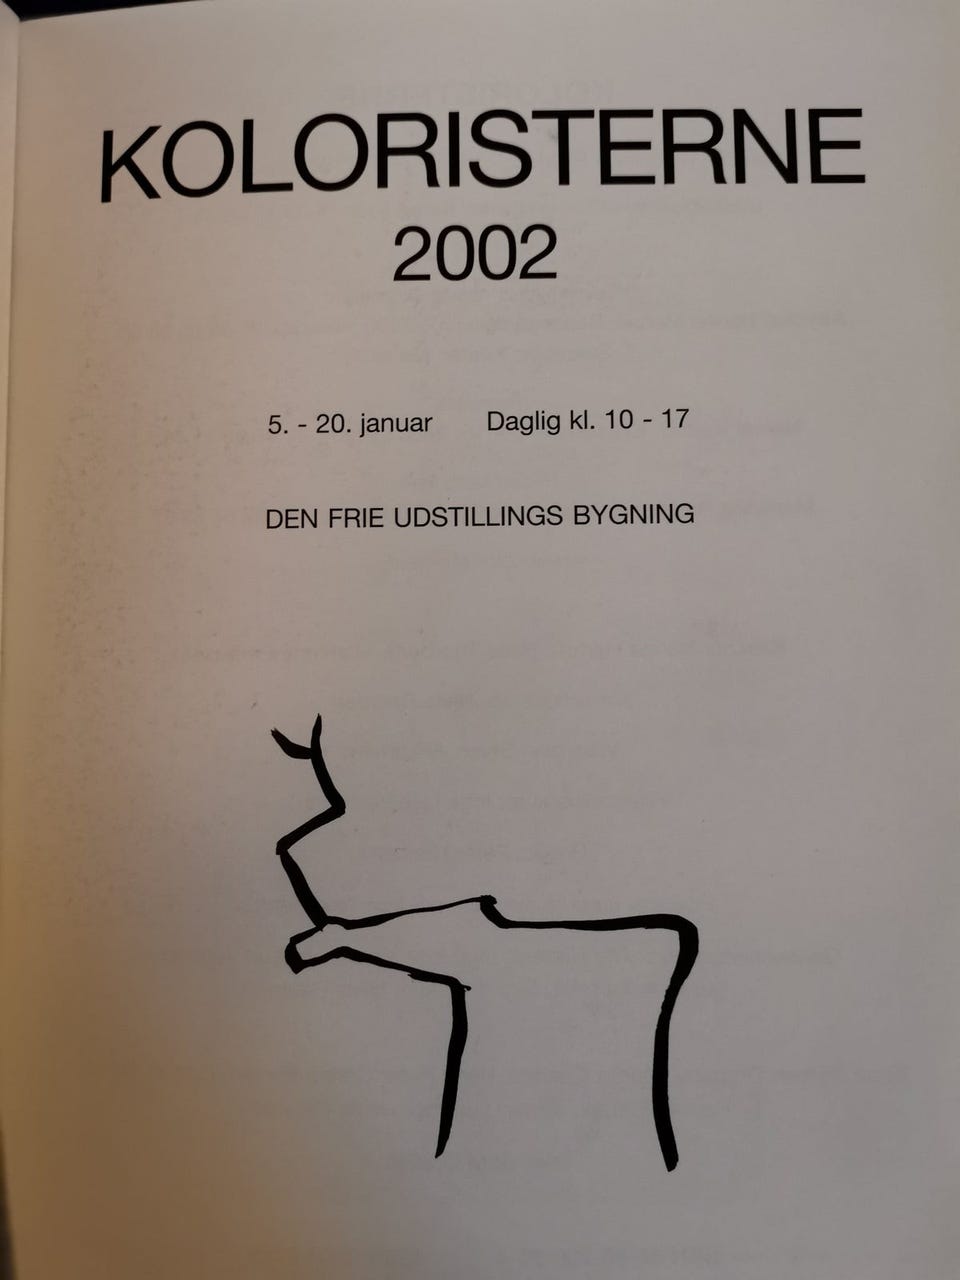 KOLORISTERNE
2002
5. - 20. januar Daglig kl. 10 - 17
DEN FRIE UDSTILLINGS BYGNING